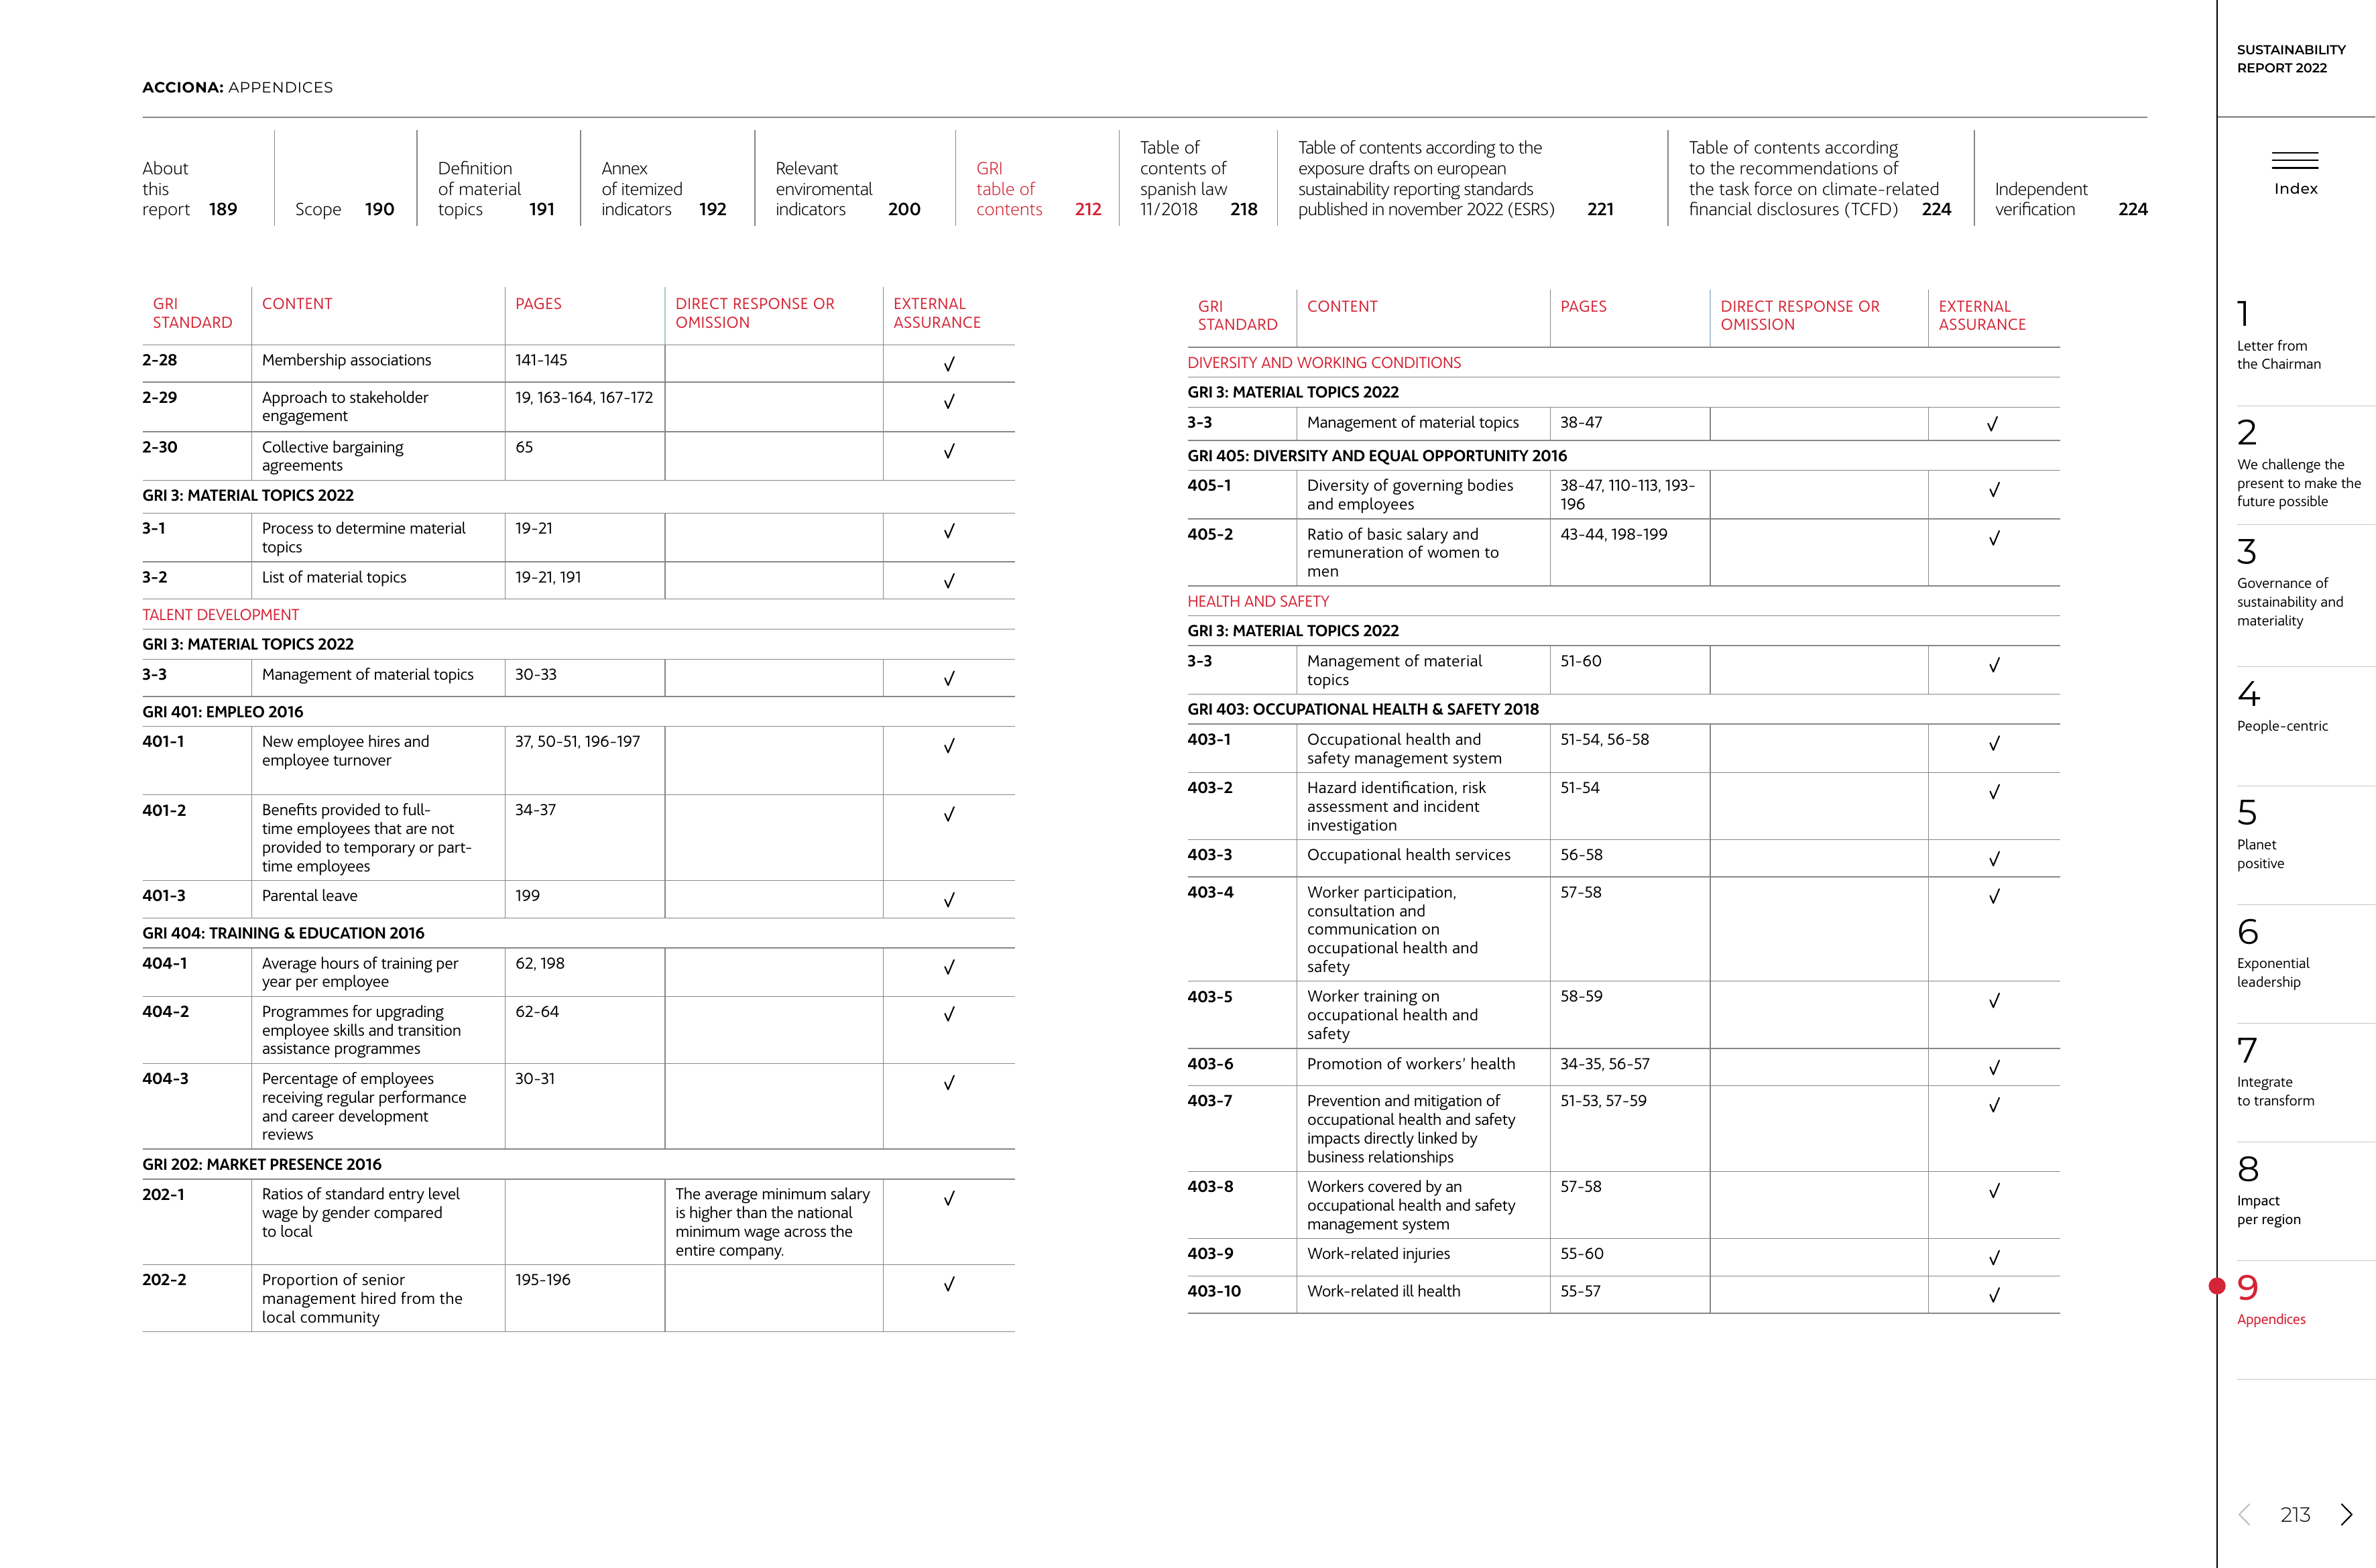 SUSTAINABILITY
REPORT 2022
ACCIONA: APPENDICES
About
this
report 189
Scope 190
Definition
of material
topics 191
Annex
of itemized
indicators 192
Relevant
enviromental
indicators 200
GRI
table of
contents 212
Table of
contents of
spanish law
11/2018 218
Table of contents according to the
exposure drafts on european
sustainability reporting standards
published in november 2022 (ESRS) 221
Table of contents according
to the recommendations of
the task force on climate-related
financial disclosures (TCFD) 224
Independent
verification 224
Index
GRI
STANDARD
CONTENT
PAGES
DIRECT RESPONSE OR
OMISSION
EXTERNAL
ASSURANCE
2-28 Membership associations 141-145 √
2-29 Approach to stakeholder 19, 163-164, 167-172 √
engagement
2-30 Collective bargaining 65 √
agreements
GRI 3: MATERIAL TOPICS 2022
3-1 Process to determine material 19-21 √
topics
3-2 List of material topics 19-21, 191 √
TALENT DEVELOPMENT
GRI 3: MATERIAL TOPICS 2022
3-3 Management of material topics 30-33 √
GRI 401: EMPLEO 2016
401-1 New employee hires and 37, 50-51, 196-197 √
employee turnover
401-2 Benefits provided to full- 34-37 √
time employees that are not
provided to temporary or part-
time employees
401-3 Parental leave 199 √
GRI 404: TRAINING & EDUCATION 2016
404-1 Average hours of training per 62, 198 √
year per employee
404-2 Programmes for upgrading 62-64 √
employee skills and transition
assistance programmes
404-3 Percentage of employees 30-31 √
receiving regular performance
and career development
reviews
GRI 202: MARKET PRESENCE 2016
202-1 Ratios of standard entry level The average minimum salary √
wage by gender compared is higher than the national
to local minimum wage across the
entire company.
202-2 Proportion of senior 195-196 √
management hired from the
local community
GRI
STANDARD
CONTENT
PAGES
DIRECT RESPONSE OR
OMISSION
EXTERNAL
ASSURANCE
DIVERSITY AND WORKING CONDITIONS
GRI 3: MATERIAL TOPICS 2022
3-3 Management of material topics 38-47 √
GRI 405: DIVERSITY AND EQUAL OPPORTUNITY 2016
405-1 Diversity of governing bodies 38-47, 110-113, 193- √
and employees 196
405-2 Ratio of basic salary and 43-44, 198-199 √
remuneration of women to
men
HEALTH AND SAFETY
GRI 3: MATERIAL TOPICS 2022
3-3 Management of material 51-60 √
topics
GRI 403: OCCUPATIONAL HEALTH & SAFETY 2018
403-1 Occupational health and 51-54, 56-58 √
safety management system
403-2 Hazard identification, risk 51-54 √
assessment and incident
investigation
403-3 Occupational health services 56-58 √
403-4 Worker participation, 57-58 √
consultation and
communication on
occupational health and
safety
403-5 Worker training on 58-59 √
occupational health and
safety
403-6 Promotion of workers' health 34-35, 56-57 √
403-7 Prevention and mitigation of 51-53, 57-59 √
occupational health and safety
impacts directly linked by
business relationships
403-8 Workers covered by an 57-58 √
occupational health and safety
management system
403-9 Work-related injuries 55-60 √
403-10 Work-related ill health 55-57 √
1
Letter from
the Chairman
2
We challenge the
present to make the
future possible
3
Governance of
sustainability and
materiality
4
People-centric
5
Planet
positive
6
Exponential
leadership
7
Integrate
to transform
8
Impact
per region
9
Appendices
213